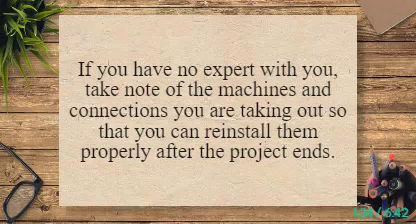 If you have no expert with you,
take note of the machines and
connections you are taking out so
that you can reinstall them
properly after the project ends.